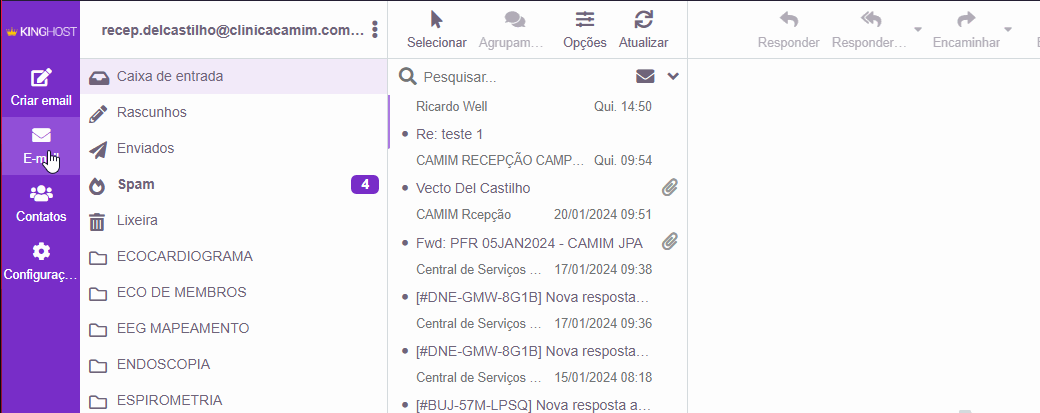 KINGHOST
Criar email
E-mail
Contatos
Configuraç...
recep.delcastilho@clinicacamim.com...
Caixa de entrada
Rascunhos
Enviados
Spam 4
Lixeira
ECOCARDIOGRAMA
ECO DE MEMBROS
EEG MAPEAMENTO
ENDOSCOPIA
ESPIROMETRIA
Selecionar Agrupam... Opções Atualizar
Pesquisar...
Ricardo Well Qui. 14:50
• Re: teste 1
CAMIM RECEPÇÃO CAMP... Qui. 09:54
• Vecto Del Castilho
CAMIM Rcepção 20/01/2024 09:51
• Fwd: PFR 05JAN2024 - CAMIM JPA
Central de Serviços ... 17/01/2024 09:38
• [#DNE-GMW-8G1B] Nova resposta...
Central de Serviços ... 17/01/2024 09:36
• [#DNE-GMW-8G1B] Nova resposta...
Central de Serviços ... 15/01/2024 08:18
• [#BUJ-57M-LPSQ] Nova resposta a...
Responder Responder... Encaminhar